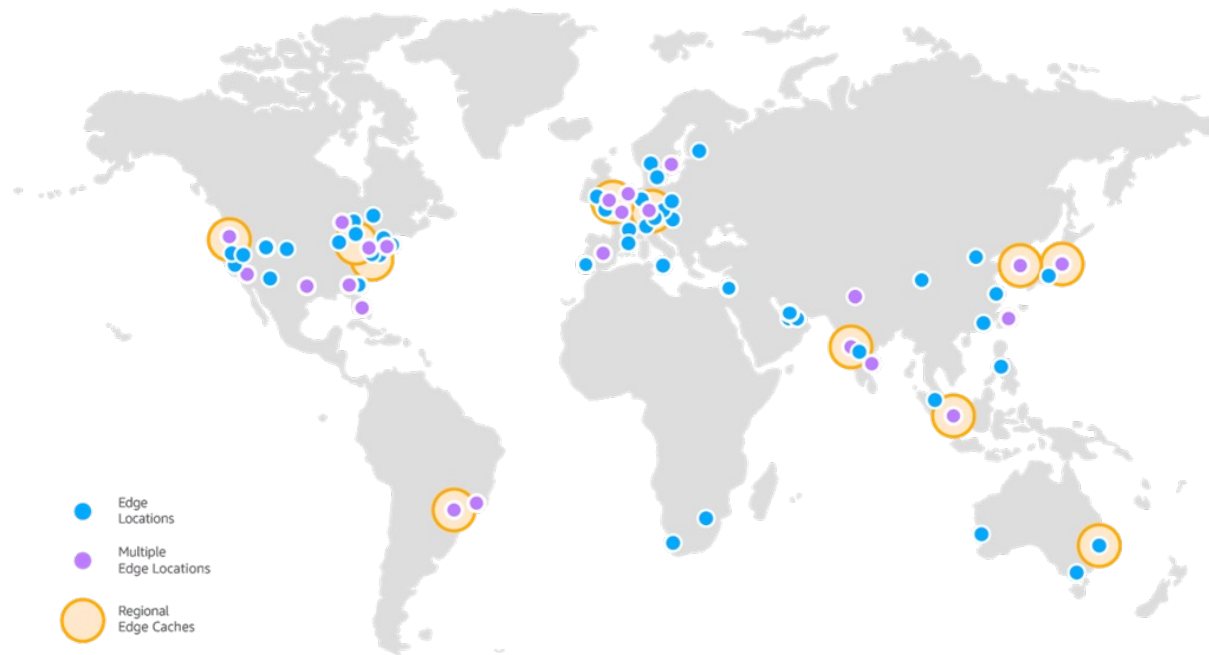 Edge
Locations
Multiple
Edge Locations
Regional
Edge Caches